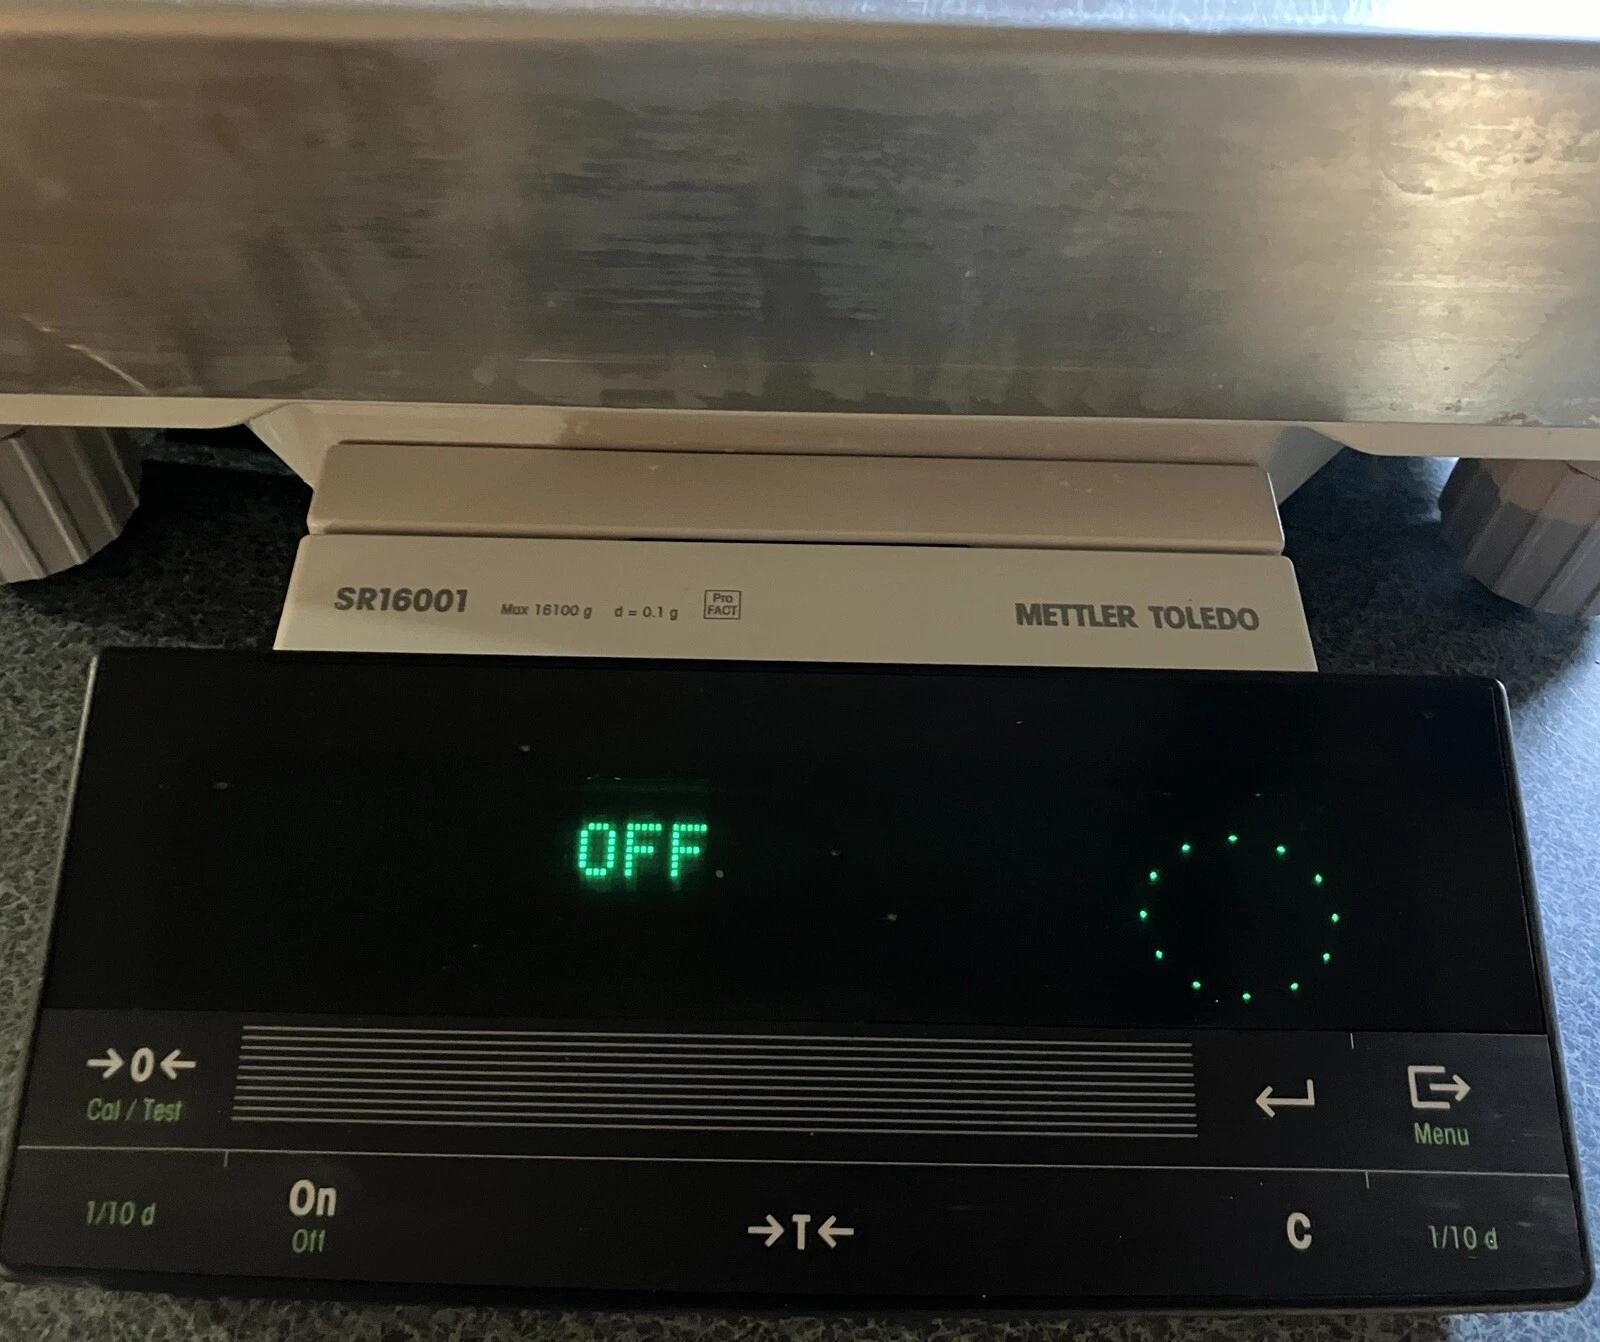 SR16001 Max 16100 g d = 0.1 g Pro FACT METTLER TOLEDO
OFF
→0←
Cal / Test
Menu
1/10 d
On
Off
→T←
C
1/10 d